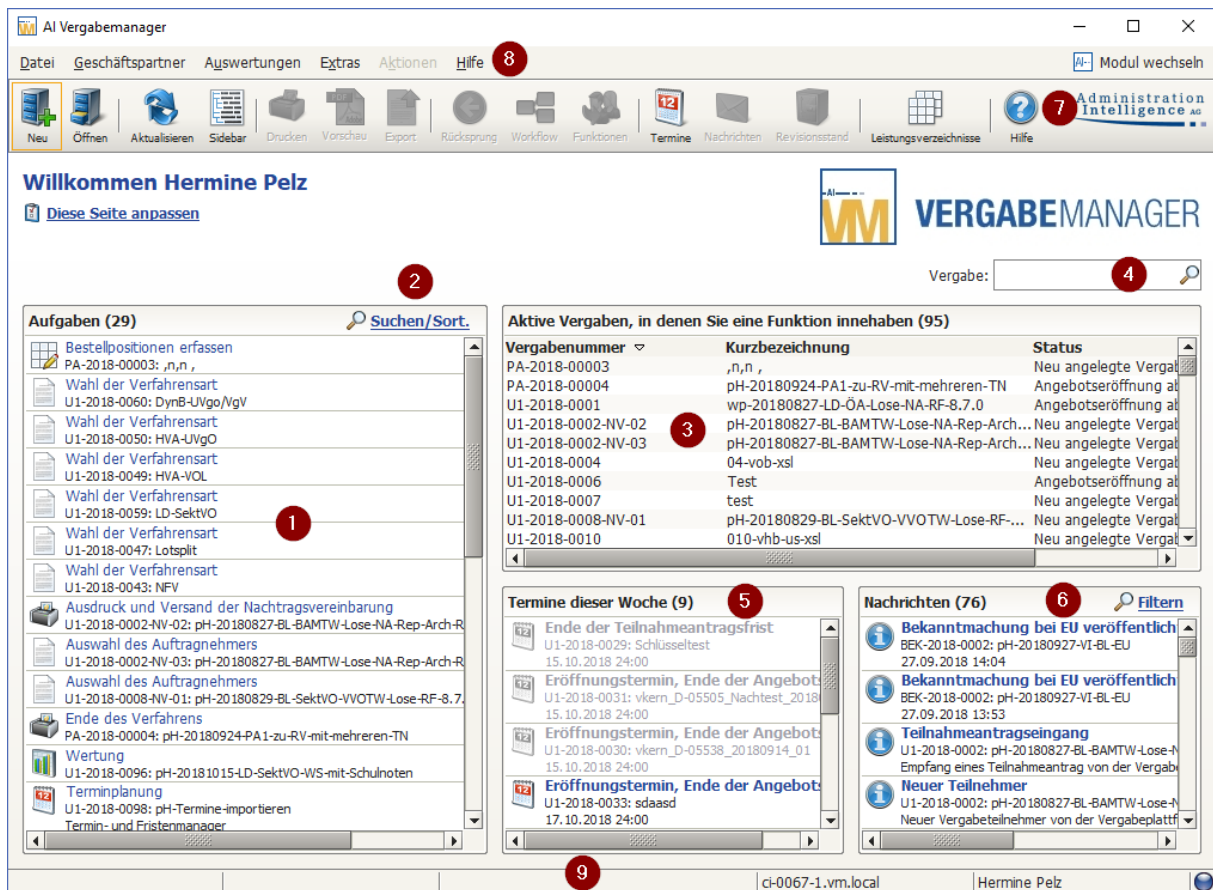 AI Vergabemanager
Datei Geschäftspartner Auswertungen Extras Aktionen Hilfe 8 Modul wechseln
Neu Öffnen Aktualisieren Sidebar Drucken Vorschau Export Rücksprung Workflow Funktionen Termine Nachrichten Revisionsstand Leistungsverzeichnisse Hilfe 7
Administration
Intelligence AG
Willkommen Hermine Pelz
Diese Seite anpassen
AI
VM VERGABEMANAGER
2
Vergabe: 4
Aufgaben (29) Suchen/Sort.
Bestellpositionen erfassen
PA-2018-00003: ,n,n ,
Wahl der Verfahrensart
U1-2018-0060: DynB-UVgo/VgV
Wahl der Verfahrensart
U1-2018-0050: HVA-UVgO
Wahl der Verfahrensart
U1-2018-0049: HVA-VOL
Wahl der Verfahrensart
U1-2018-0059: LD-SektVO
1
Wahl der Verfahrensart
U1-2018-0047: Lotsplit
Wahl der Verfahrensart
U1-2018-0043: NFV
Ausdruck und Versand der Nachtragsvereinbarung
U1-2018-0002-NV-02: pH-20180827-BL-BAMTW-Lose-NA-Rep-Arch-R
Auswahl des Auftragnehmers
U1-2018-0002-NV-03: pH-20180827-BL-BAMTW-Lose-NA-Rep-Arch-R
Auswahl des Auftragnehmers
U1-2018-0008-NV-01: pH-20180829-BL-SektVO-VVOTW-Lose-RF-8.7.
Ende des Verfahrens
PA-2018-00004: pH-20180924-PA1-zu-RV-mit-mehreren-TN
Wertung
U1-2018-0096: pH-20181015-LD-SektVO-WS-mit-Schulnoten
Terminplanung
U1-2018-0098: pH-Termine-importieren
Termin- und Fristenmanager
Aktive Vergaben, in denen Sie eine Funktion innehaben (95)
Vergabenummer Kurzbezeichnung Status
PA-2018-00003 ,n,n , Neu angelegte Vergab
PA-2018-00004 pH-20180924-PA1-zu-RV-mit-mehreren-TN Angebotseröffnung ab
U1-2018-0001 wp-20180827-LD-ÖA-Lose-NA-RF-8.7.0 Angebotseröffnung ab
U1-2018-0002-NV-02 pH-20180827-BL-BAMTW-Lose-NA-Rep-Arch... Neu angelegte Vergab
3
U1-2018-0002-NV-03 pH-20180827-BL-BAMTW-Lose-NA-Rep-Arch... Neu angelegte Vergab
U1-2018-0004 04-vob-xsl Neu angelegte Vergab
U1-2018-0006 Test Angebotseröffnung ab
U1-2018-0007 test Neu angelegte Vergab
U1-2018-0008-NV-01 pH-20180829-BL-SektVO-VVOTW-Lose-RF-... Neu angelegte Vergab
U1-2018-0010 010-vhb-us-xsl Neu angelegte Vergab
Termine dieser Woche (9) 5
Ende der Teilnahmeantragsfrist
U1-2018-0029: Schlüsseltest
15.10.2018 24:00
Eröffnungstermin, Ende der Angebots
U1-2018-0031: vkern_D-05505_Nachtest_2018
15.10.2018 24:00
Eröffnungstermin, Ende der Angebots
U1-2018-0030: vkern_D-05538_20180914_01
15.10.2018 24:00
Eröffnungstermin, Ende der Angebots
U1-2018-0033: sdaasd
17.10.2018 24:00
Nachrichten (76) 6 Filtern
Bekanntmachung bei EU veröffentlich
BEK-2018-0002: pH-20180927-VI-BL-EU
27.09.2018 14:04
Bekanntmachung bei EU veröffentlich
BEK-2018-0002: pH-20180927-VI-BL-EU
27.09.2018 13:53
Teilnahmeantragseingang
U1-2018-0002: pH-20180827-BL-BAMTW-Lose-N
Empfang eines Teilnahmeantrag von der Vergabe
Neuer Teilnehmer
U1-2018-0002: pH-20180827-BL-BAMTW-Lose-N
Neuer Vergabeteilnehmer von der Vergabeplattf
9
ci-0067-1.vm.local Hermine Pelz